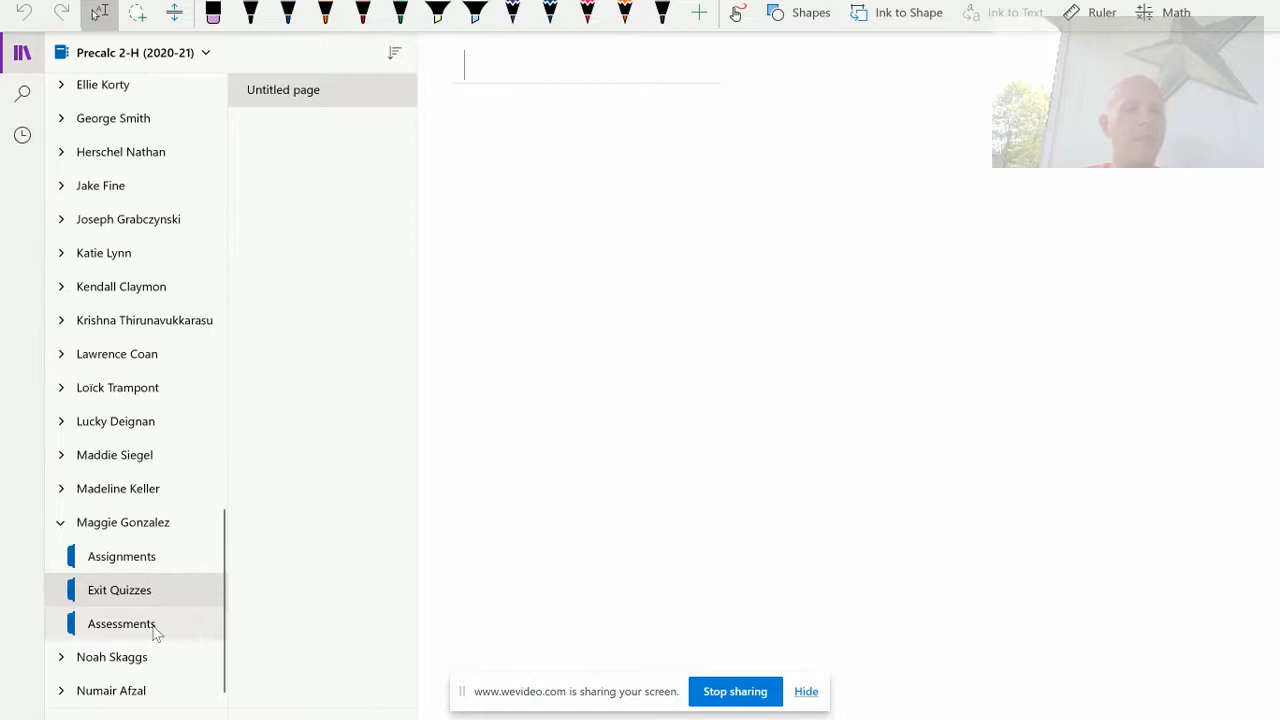 Shapes
Ink to Shape
Ink to Text
Ruler
Math
Precalc 2-H (2020-21)
Ellie Korty
George Smith
Herschel Nathan
Jake Fine
Joseph Grabczynski
Katie Lynn
Kendall Claymon
Krishna Thirunavukkarasu
Lawrence Coan
Loïck Trampont
Lucky Deignan
Maddie Siegel
Madeline Keller
Maggie Gonzalez
Assignments
Exit Quizzes
Assessments
Noah Skaggs
Numair Afzal
Untitled page
www.wevideo.com is sharing your screen.
Stop sharing
Hide